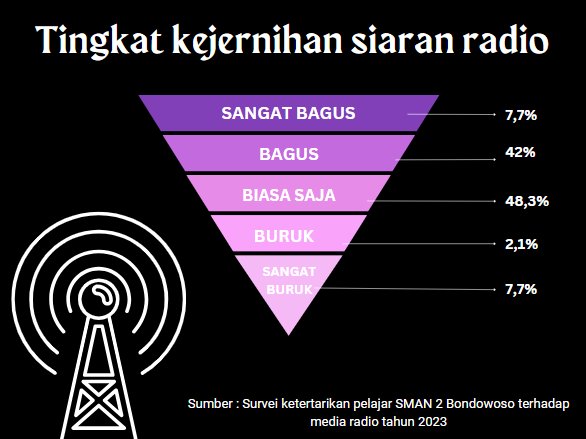 Tingkat kejernihan siaran radio
SANGAT BAGUS
7,7%
BAGUS
42%
BIASA SAJA
48,3%
BURUK
2,1%
SANGAT
BURUK
7,7%
Sumber : Survei ketertarikan pelajar SMAN 2 Bondowoso terhadap
media radio tahun 2023